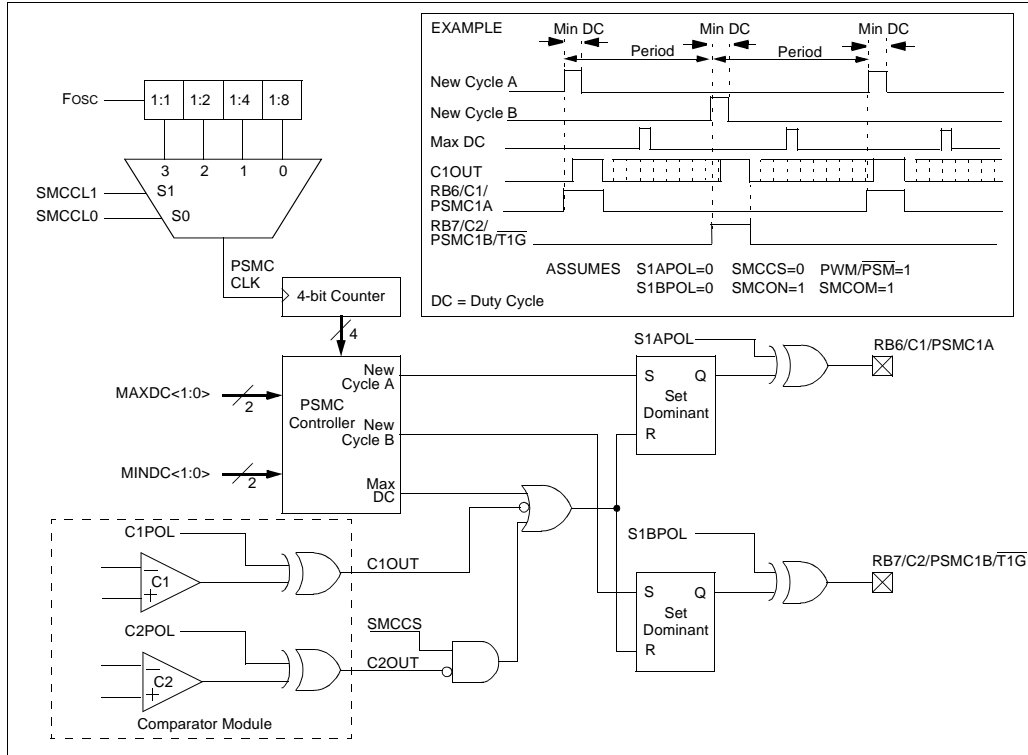 EXAMPLE
Min DC Min DC Min DC
Period Period
New Cycle A
New Cycle B
Max DC
C1OUT
RB6/C1/
PSMC1A
RB7/C2/
PSMC1B/T1G
ASSUMES S1APOL=0 SMCCS=0 PWM/PSM=1
S1BPOL=0 SMCON=1 SMCOM=1
DC = Duty Cycle
FOSC
1:1 1:2 1:4 1:8
3 2 1 0
SMCCL1
S1
SMCCL0
S0
PSMC
CLK
4-bit Counter
4
MAXDC<1:0>
2
MINDC<1:0>
2
PSMC
Controller
New
Cycle A
New
Cycle B
Max
DC
S1APOL
S Q
Set
Dominant
R
RB6/C1/PSMC1A
S1BPOL
S Q
Set
Dominant
R
RB7/C2/PSMC1B/T1G
C1POL
−
C1
+
C1OUT
C2POL
−
C2
+
SMCCS
C2OUT
Comparator Module